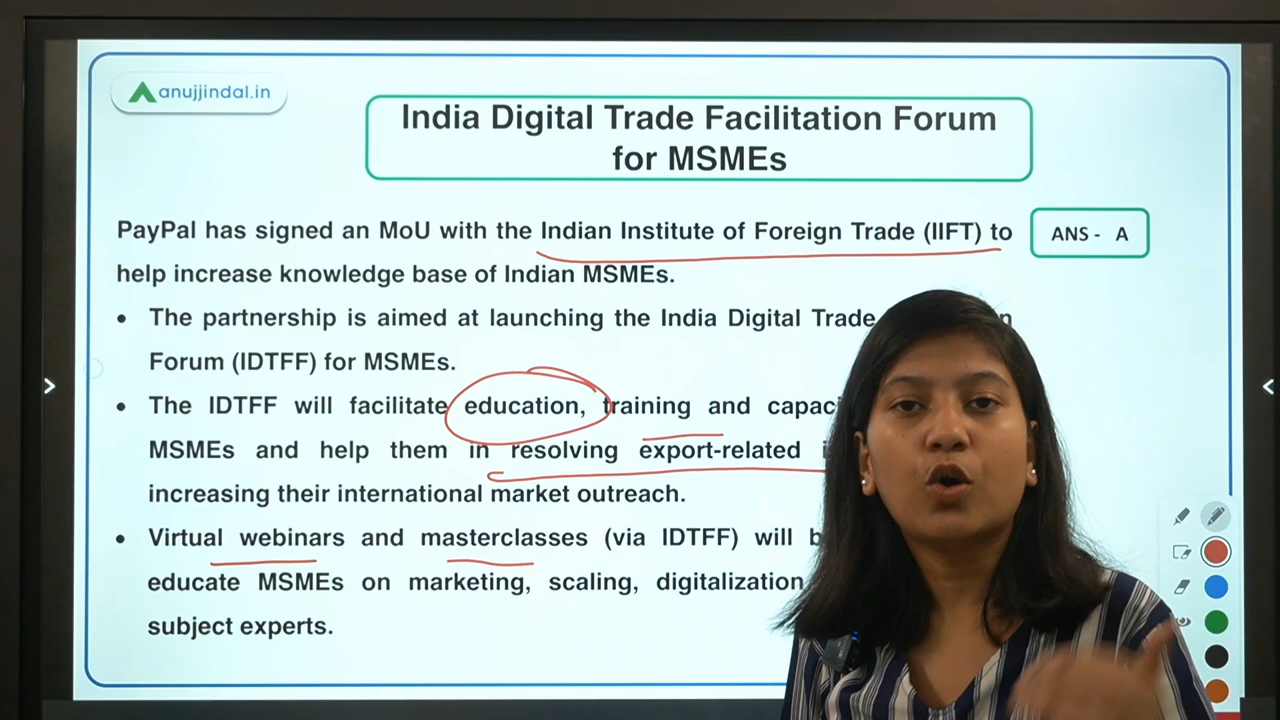 anujjindal.in
India Digital Trade Facilitation Forum
for MSMEs
PayPal has signed an MoU with the Indian Institute of Foreign Trade (IIFT) to
ANS - A
help increase knowledge base of Indian MSMEs.
• The partnership is aimed at launching the India Digital Trade
Forum (IDTFF) for MSMEs.
• The IDTFF will facilitate education, training and
MSMEs and help them in resolving export-related
increasing their international market outreach.
• Virtual webinars and masterclasses (via IDTFF) will
educate MSMEs on marketing, scaling, digitalization
subject experts.